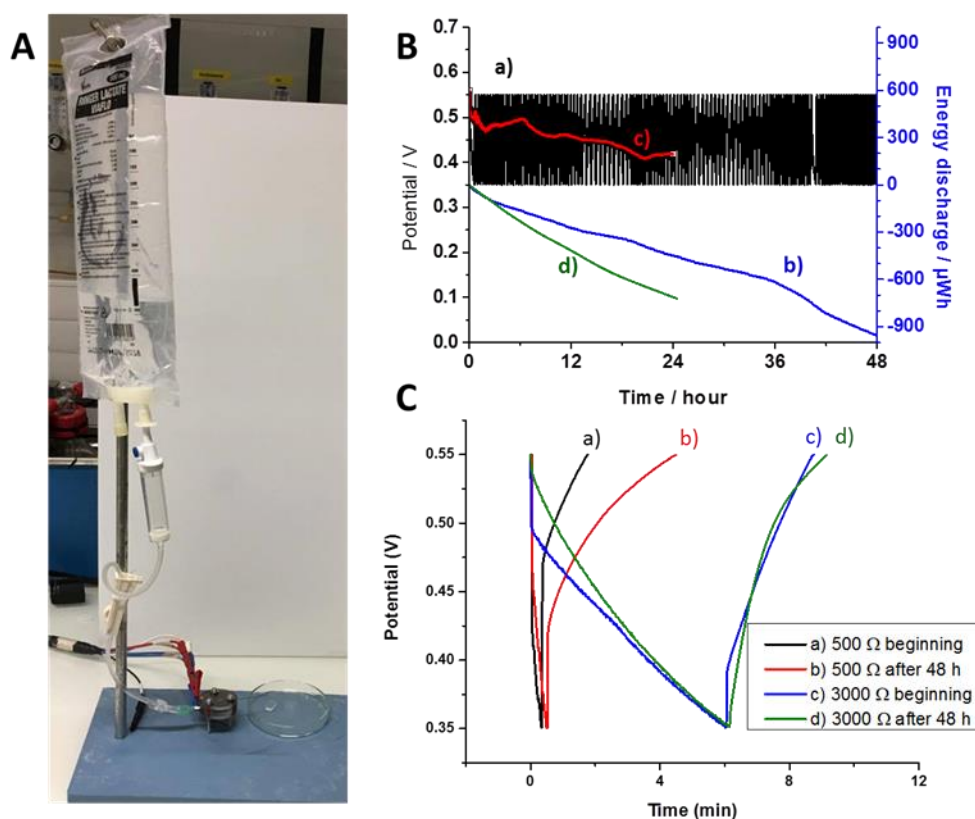 A
RINGER LACTATE
VIAFLO
B
a)
c)
b)
d)
Potential / V
0.7
0.6
0.5
0.4
0.3
0.2
0.1
0.0
900
600
300
0
-300
-600
-900
Energy discharge / µWh
0
12
24
36
48
Time / hour
C
a)
b)
c)
d)
Potential (V)
0.55
0.50
0.45
0.40
0.35
a) 500 Ω beginning
b) 500 Ω after 48 h
c) 3000 Ω beginning
d) 3000 Ω after 48 h
0
4
8
12
Time (min)